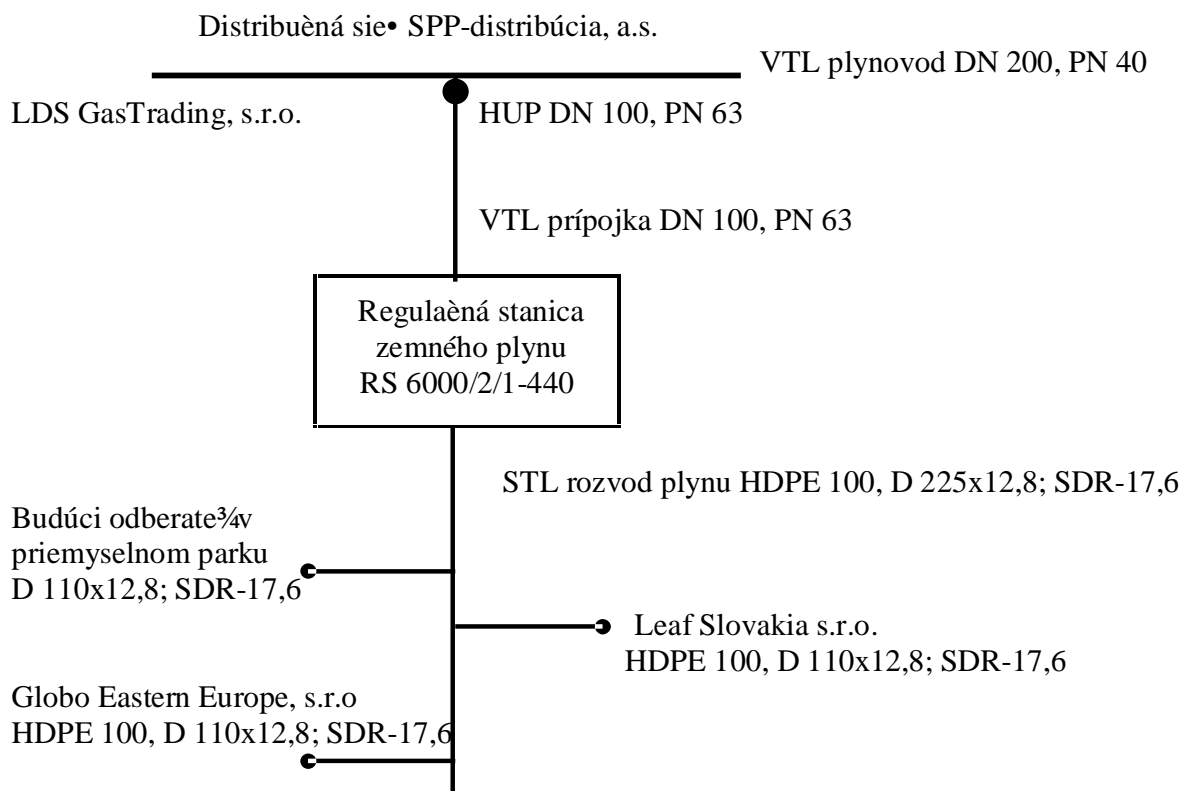 Distribuèná sie• SPP-distribúcia, a.s.
VTL plynovod DN 200, PN 40
LDS GasTrading, s.r.o.
HUP DN 100, PN 63
VTL prípojka DN 100, PN 63
Regulaèná stanica
zemného plynu
RS 6000/2/1-440
STL rozvod plynu HDPE 100, D 225x12,8; SDR-17,6
Budúci odberate¾v
priemyselnom parku
D 110x12,8; SDR-17,6
Leaf Slovakia s.r.o.
HDPE 100, D 110x12,8; SDR-17,6
Globo Eastern Europe, s.r.o
HDPE 100, D 110x12,8; SDR-17,6